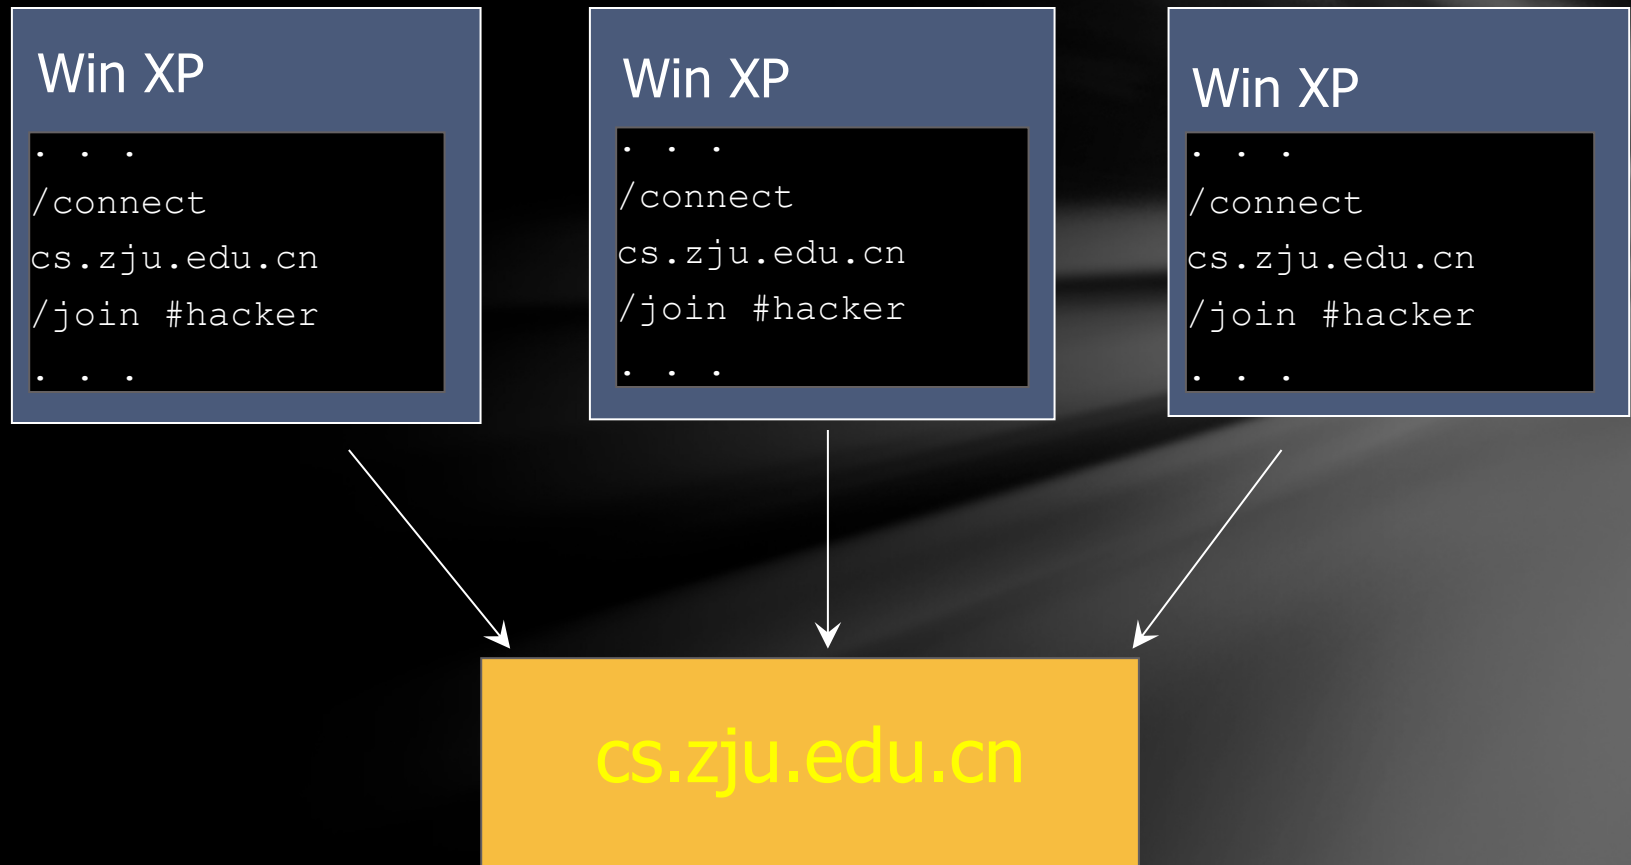 Win XP
. . .
/connect
cs.zju.edu.cn
/join #hacker
. . .
Win XP
. . .
/connect
cs.zju.edu.cn
/join #hacker
. . .
Win XP
. . .
/connect
cs.zju.edu.cn
/join #hacker
. . .
cs.zju.edu.cn